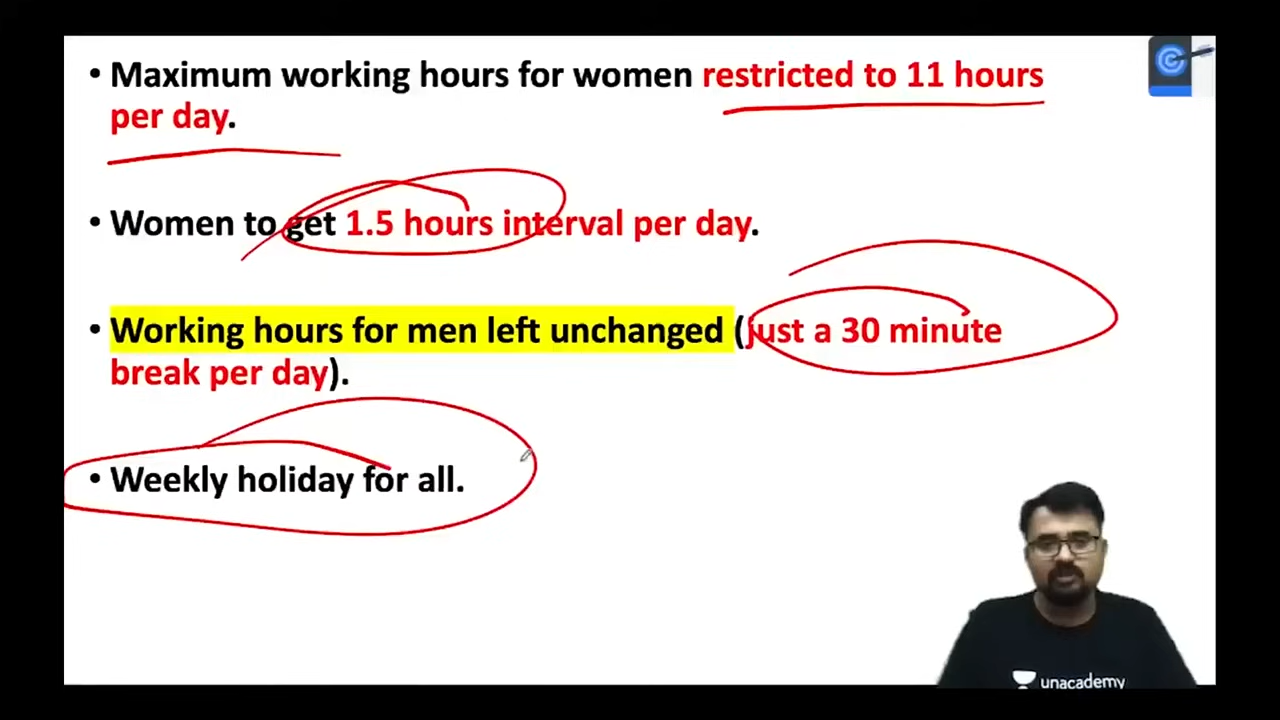 • Maximum working hours for women restricted to 11 hours
per day.
• Women to get 1.5 hours interval per day.
• Working hours for men left unchanged (just a 30 minute
break per day).
• Weekly holiday for all.
unacademy